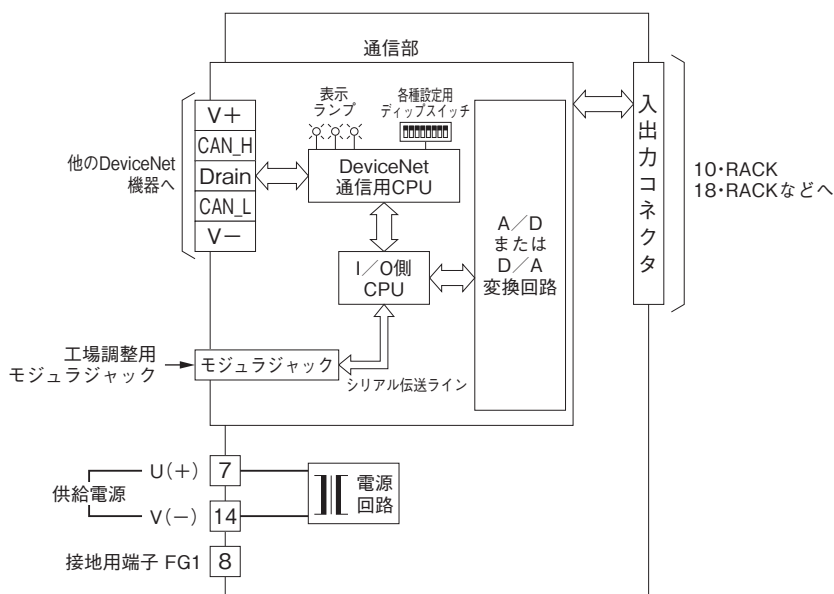 通信部
表示
ランプ
各種設定用
ディップスイッチ
V+
CAN_H
Drain
CAN_L
V−
他のDeviceNet
機器へ
DeviceNet
通信用CPU
I/O側
CPU
A/D
または
D/A
変換回路
入出力コネクタ
10・RACK
18・RACKなどへ
工場調整用
モジュラジャック
モジュラジャック
シリアル伝送ライン
供給電源
U(+)
7
V(−)
14
電源
回路
接地用端子 FG1
8